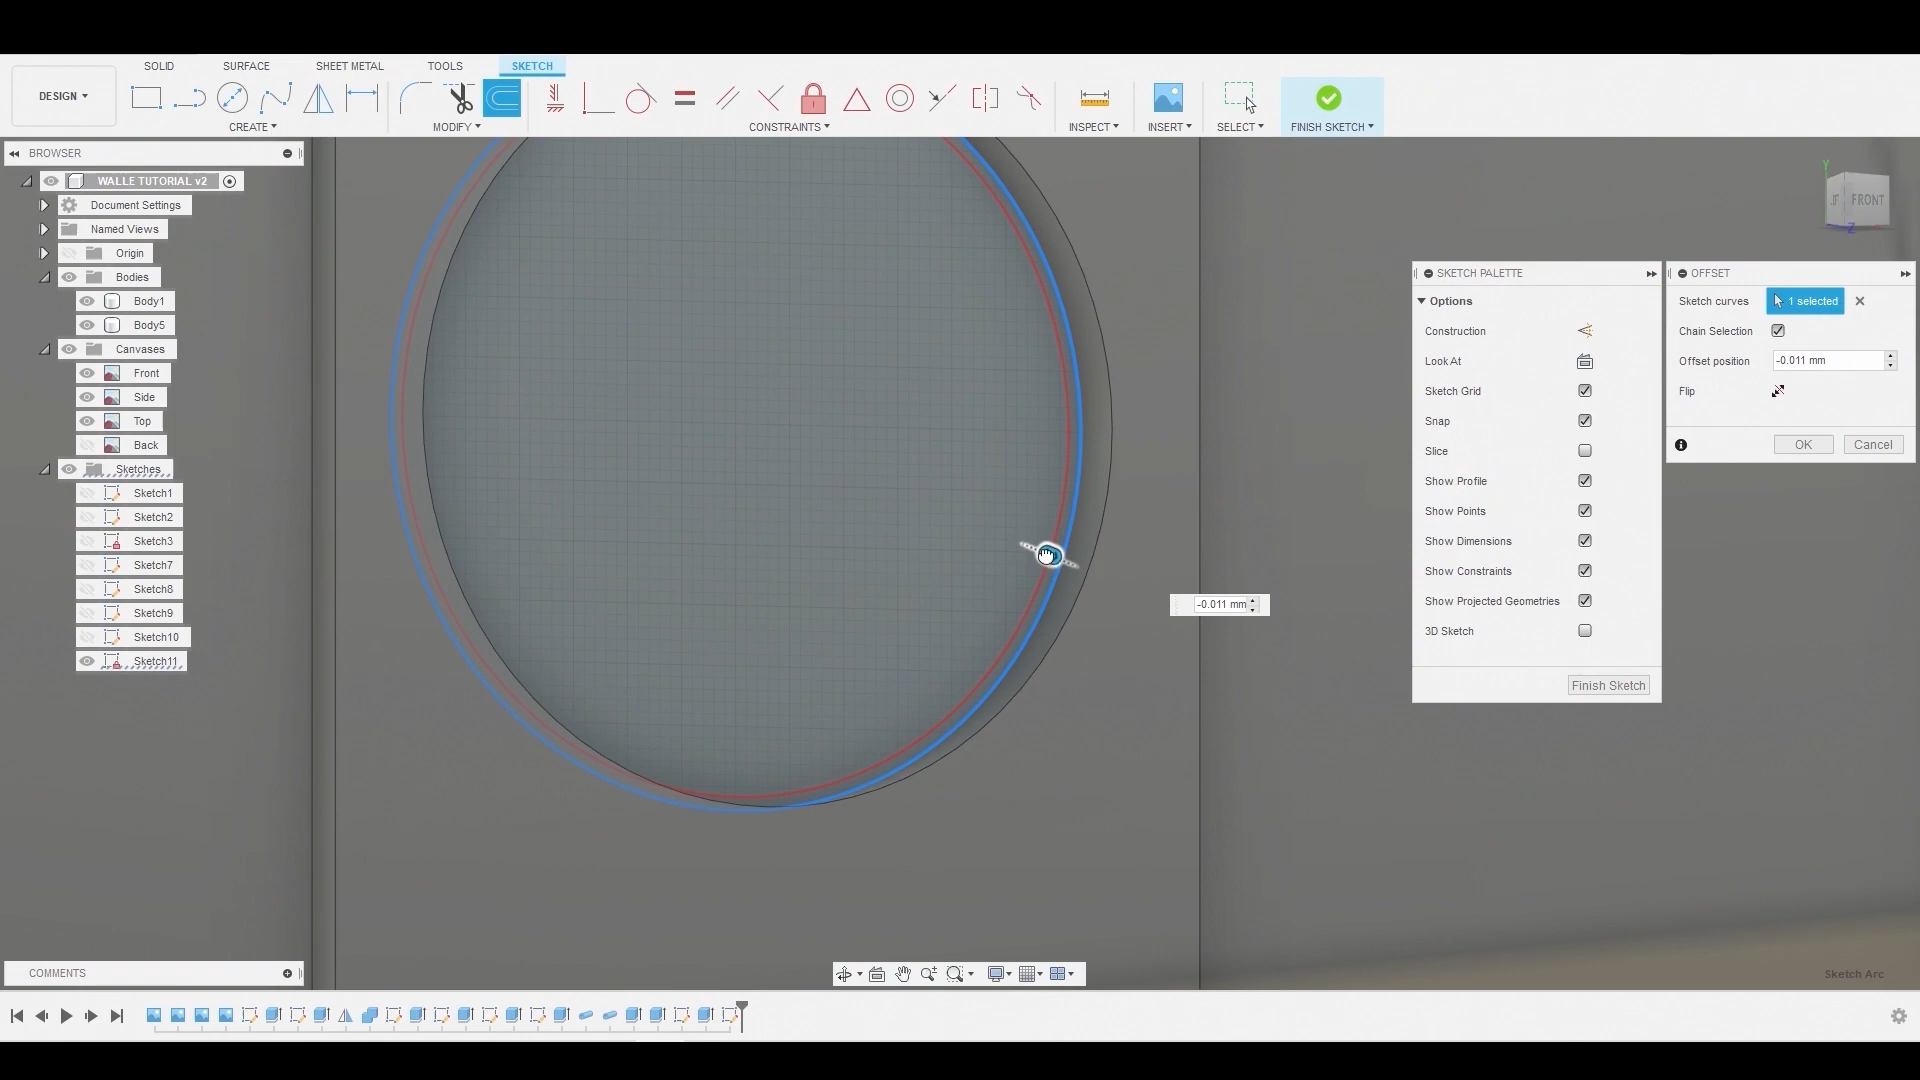 SOLID SURFACE SHEET METAL TOOLS SKETCH
DESIGN
CREATE MODIFY CONSTRAINTS INSPECT INSERT SELECT FINISH SKETCH
BROWSER
WALLE TUTORIAL v2
Document Settings
Named Views
Origin
Bodies
Body1
Body5
Canvases
Front
Side
Top
Back
Sketches
Sketch1
Sketch2
Sketch3
Sketch7
Sketch8
Sketch9
Sketch10
Sketch11
Y
FRONT
Z
SKETCH PALETTE
Options
Construction
Look At
Sketch Grid
Snap
Slice
Show Profile
Show Points
Show Dimensions
Show Constraints
Show Projected Geometries
3D Sketch
Finish Sketch
OFFSET
Sketch curves 1 selected
Chain Selection
Offset position -0.011 mm
Flip
OK Cancel
-0.011 mm
COMMENTS
Sketch Arc